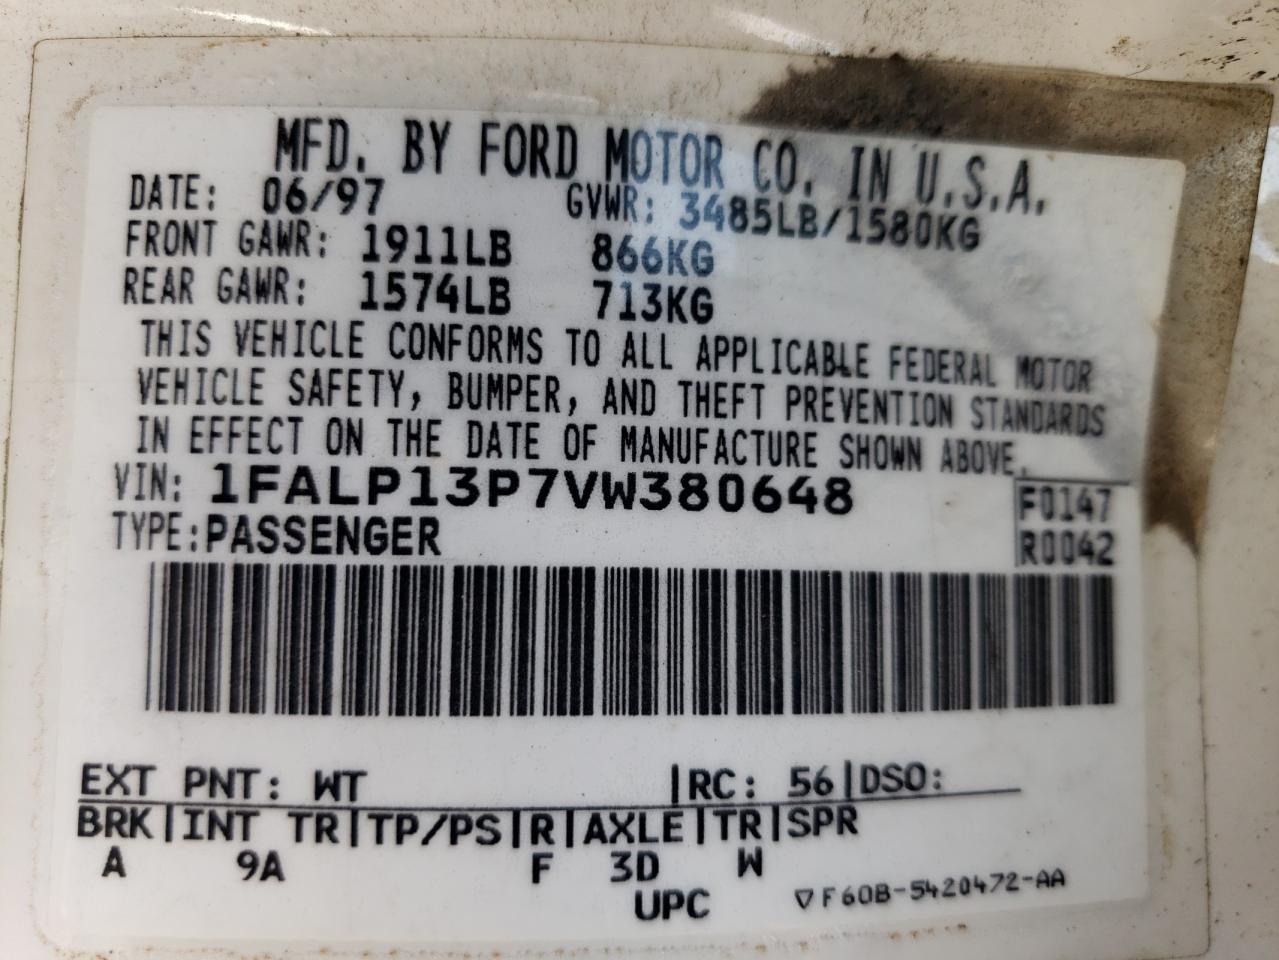 MFD. BY FORD MOTOR CO. IN U.S.A.
DATE: 06/97 GVWR: 3485LB/1580KG
FRONT GAWR: 1911LB 866KG
REAR GAWR: 1574LB 713KG
THIS VEHICLE CONFORMS TO ALL APPLICABLE FEDERAL MOTOR
VEHICLE SAFETY, BUMPER, AND THEFT PREVENTION STANDARDS
IN EFFECT ON THE DATE OF MANUFACTURE SHOWN ABOVE.
VIN: 1FALP13P7VW380648 F0147
TYPE: PASSENGER R0042
EXT PNT: WT |RC: 56|DSO:
BRK|INT TR|TP/PS|R|AXLE|TR|SPR
A 9A F 3D W
UPC ▽F60B-5420472-AA